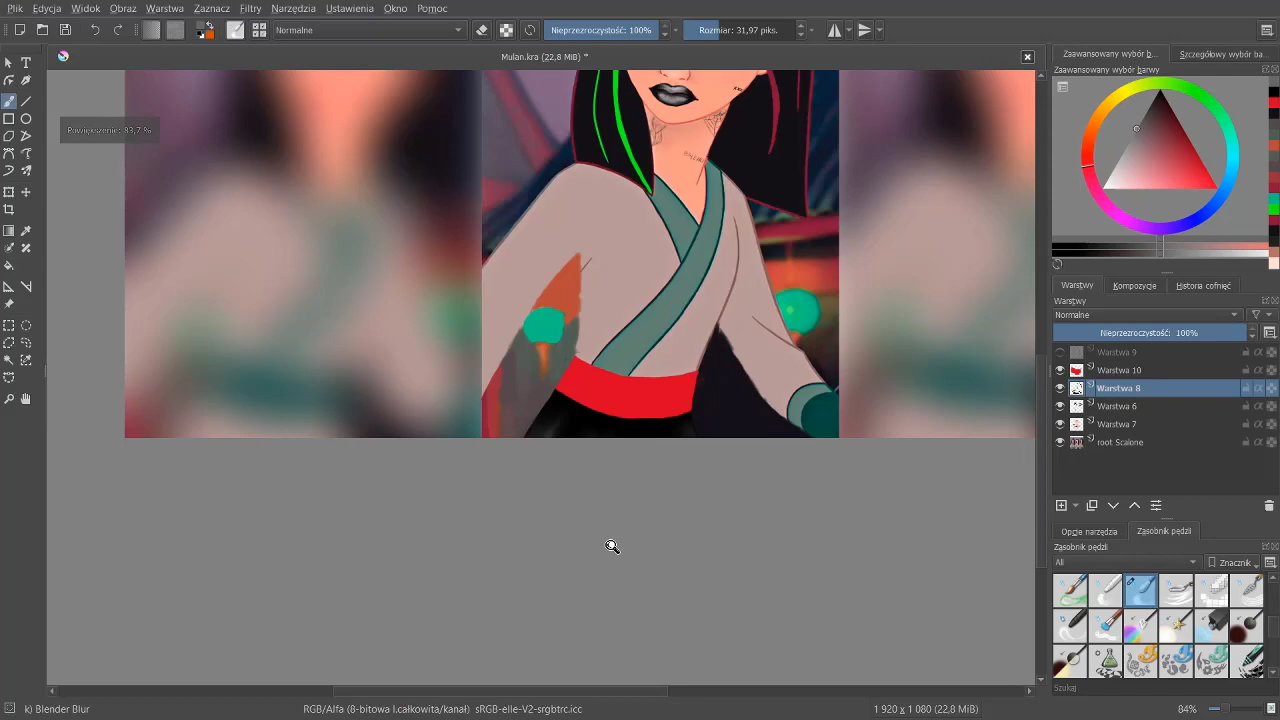 Plik Edycja Widok Obraz Warstwa Zaznacz Filtry Narzędzia Ustawienia Okno Pomoc
Normalne
Nieprzezroczystość: 100%
Rozmiar: 31,97 piks.
Mulan.kra (22,8 MiB) *
Zaawansowany wybór b...
Szczegółowy wybór ba...
Zaawansowany wybór barwy
Powiększenie: 83,7 %
Warstwy
Kompozycje
Historia cofnięć
Warstwy
Normalne
Nieprzezroczystość: 100%
Warstwa 9
Warstwa 10
Warstwa 8
Warstwa 6
Warstwa 7
root Scalone
Opcje narzędzia
Zasobnik pędzli
Zasobnik pędzli
All
Znacznik
Szukaj
k) Blender Blur
RGB/Alfa (8-bitowa l.całkowita/kanał) sRGB-elle-V2-srgbtrc.icc
1 920 x 1 080 (22,8 MiB)
84%